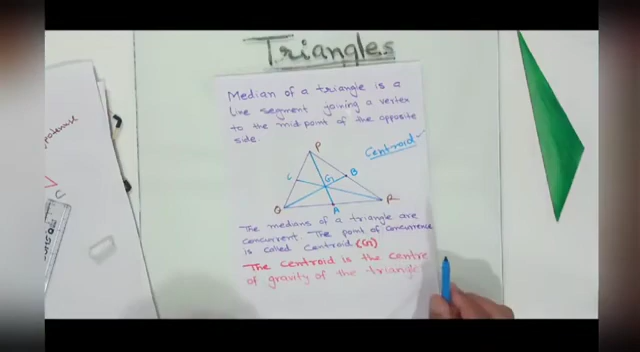 Triangles
Median of a triangle is a
line segment joining a vertex
to the midpoint of the opposite
side.
Centroid
P
C
G
B
Q
A
R
The medians of a triangle are
concurrent. The point of concurrence
is called Centroid (G)
The Centroid is the centre
of gravity of the triangle
C